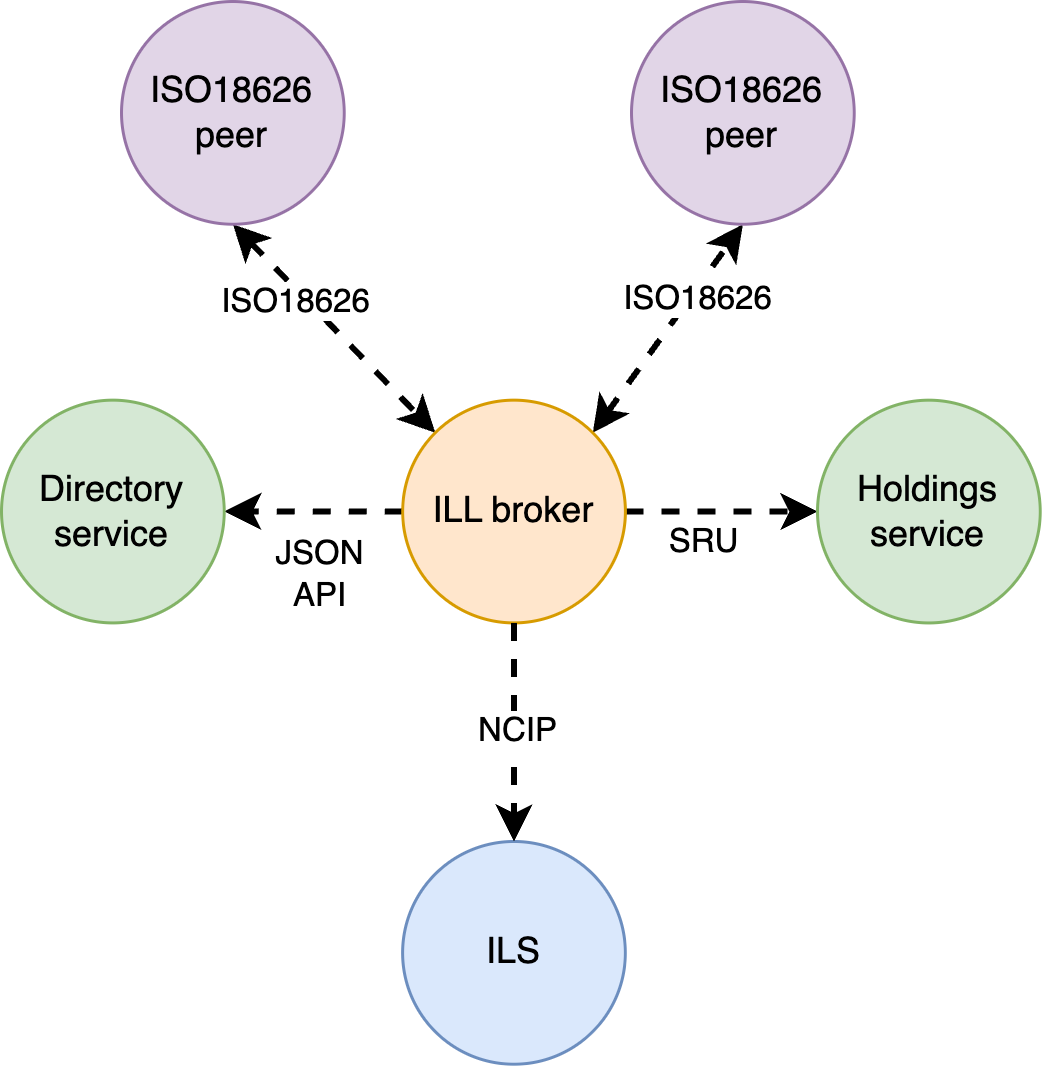 ISO18626
peer
ISO18626
peer
ISO18626
ISO18626
Directory
service
JSON
API
ILL broker
SRU
Holdings
service
NCIP
ILS